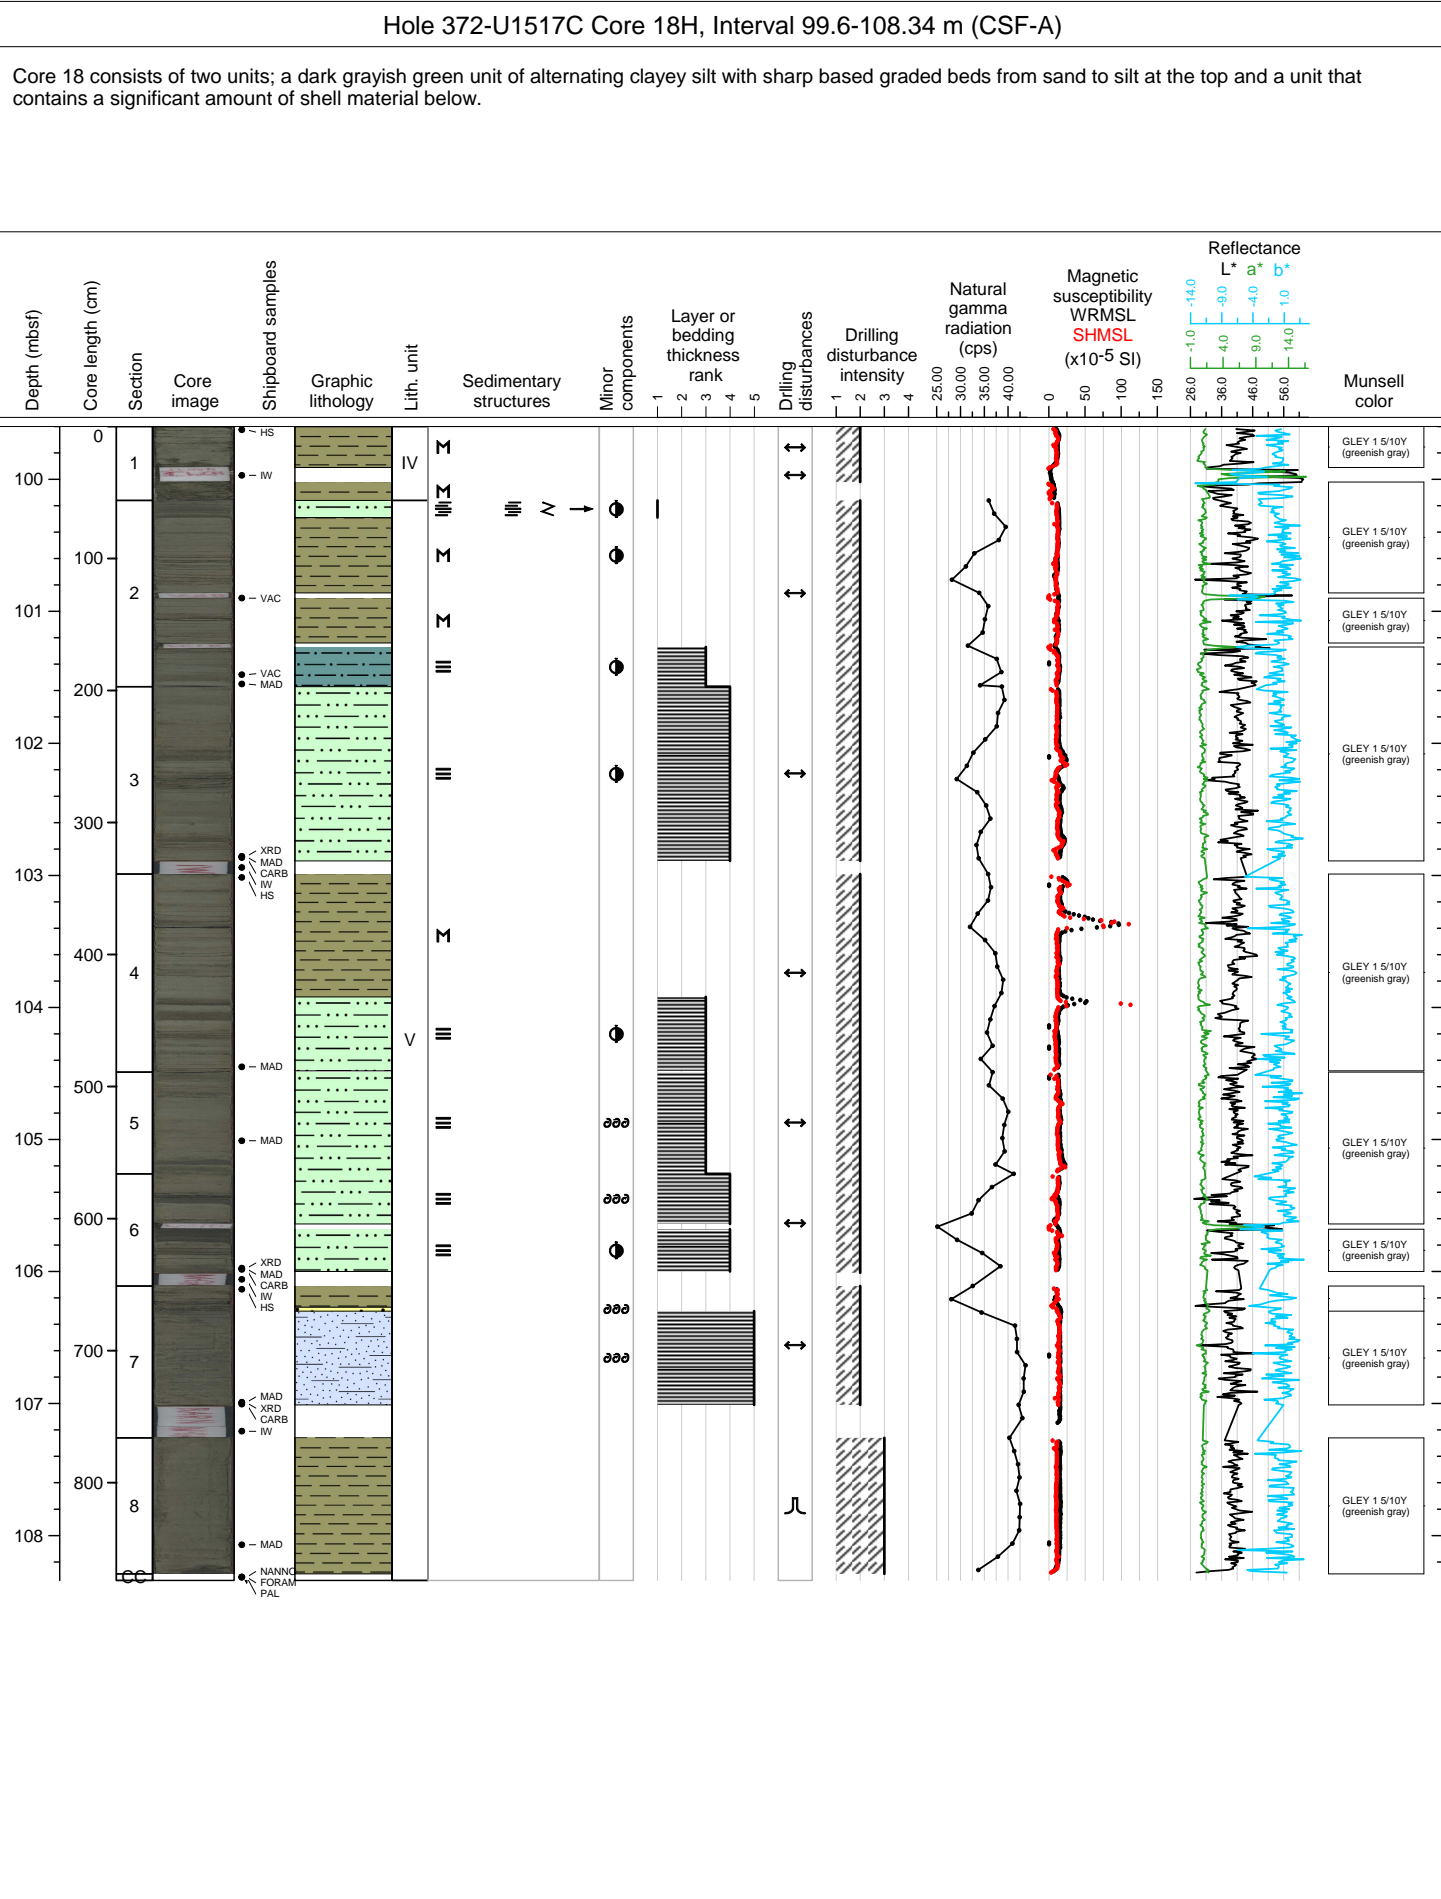 Hole 372-U1517C Core 18H, Interval 99.6-108.34 m (CSF-A)
Core 18 consists of two units; a dark grayish green unit of alternating clayey silt with sharp based graded beds from sand to silt at the top and a unit that
contains a significant amount of shell material below.
Depth (mbsf)
Core length (cm)
Section
Core
image
Shipboard samples
Graphic
lithology
Lith. unit
Sedimentary
structures
Minor
components
Layer or
bedding
thickness
rank
1 2 3 4 5
Drlling
disturbances
Drilling
disturbance
intensity
1 2 3 4
Natural
gamma
radiation
(cps)
25.00 30.00 35.00 40.00
Magnetic
susceptibility
WRMSL
SHMSL
(x10-5 SI)
0 50 100 150
Reflectance
L* a* b*
-14.0 -9.0 -4.0 1.0
-1.0 4.0 9.0 14.0
26.0 36.0 46.0 56.0
Munsell
color
100
101
102
103
104
105
106
107
108
0
100
200
300
400
500
600
700
800
1
2
3
4
5
6
7
8
CC
HS
IW
VAC
VAC
MAD
XRD
MAD
CARB
IW
HS
MAD
MAD
XRD
MAD
CARB
IW
HS
MAD
XRD
CARB
IW
MAD
NANNO
FORAM
PAL
IV
V
M
M
M
M
M
GLEY 1 5/10Y
(greenish gray)
GLEY 1 5/10Y
(greenish gray)
GLEY 1 5/10Y
(greenish gray)
GLEY 1 5/10Y
(greenish gray)
GLEY 1 5/10Y
(greenish gray)
GLEY 1 5/10Y
(greenish gray)
GLEY 1 5/10Y
(greenish gray)
GLEY 1 5/10Y
(greenish gray)
GLEY 1 5/10Y
(greenish gray)